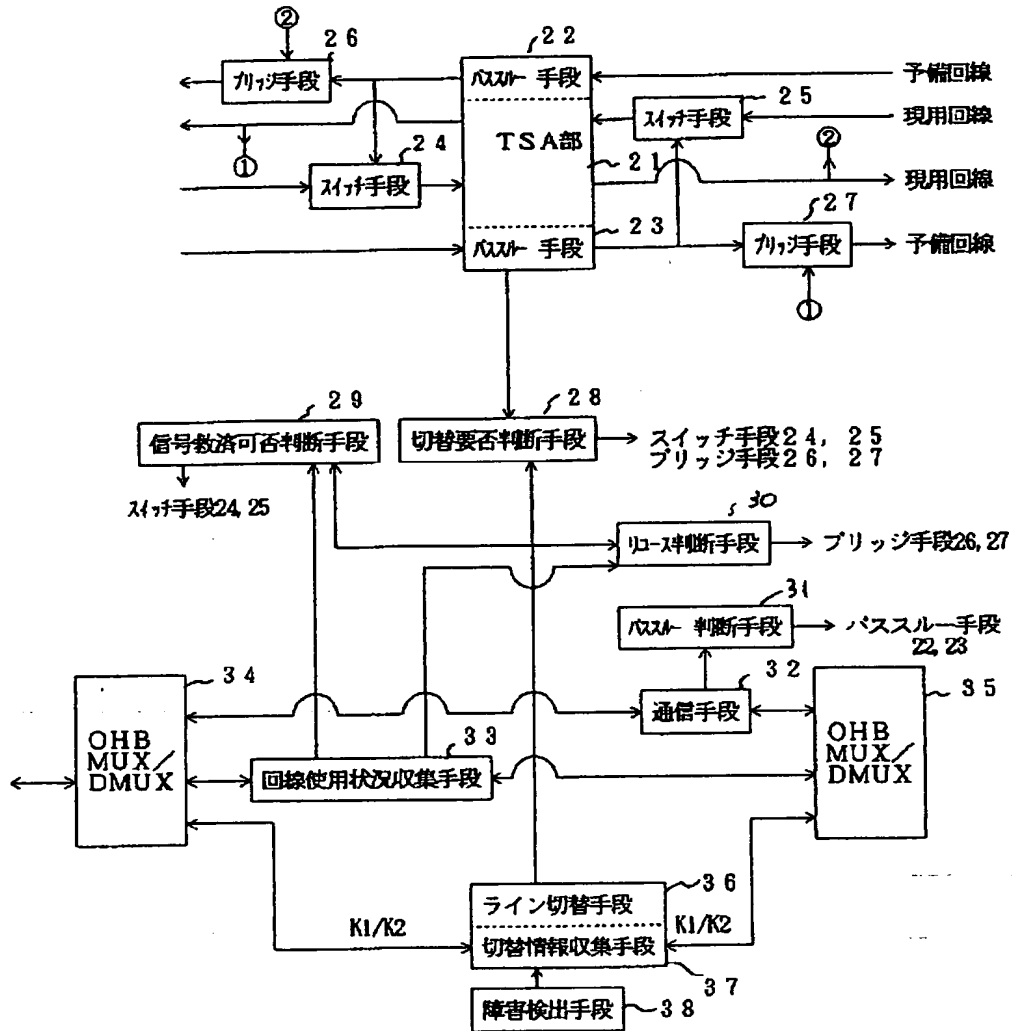 ②
26
22
ブリッジ手段
パススルー 手段
予備回線
25
スイッチ手段
現用回線
TSA部
②
①
24
21
スイッチ手段
現用回線
27
23
パススルー 手段
ブリッジ手段
予備回線
①
29
28
信号救済可否判断手段
切替要否判断手段
スイッチ手段24, 25
ブリッジ手段26, 27
スイッチ手段24,25
30
リユース判断手段
ブリッジ手段26,27
31
パススルー 判断手段
パススルー手段
22,23
34
32
35
通信手段
OHB
MUX/
DMUX
33
OHB
MUX/
DMUX
回線使用状況収集手段
36
ライン切替手段
K1/K2
K1/K2
切替情報収集手段
37
障害検出手段
38